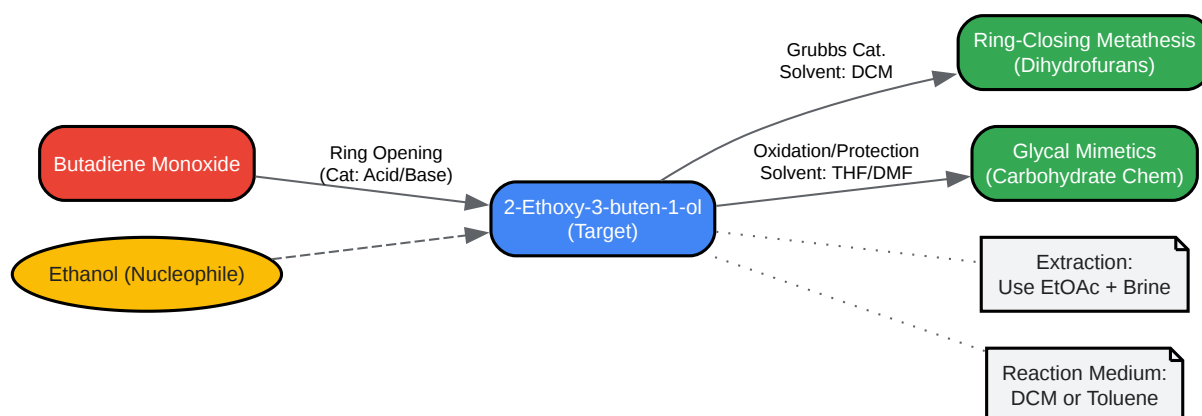 Butadiene Monoxide
Ethanol (Nucleophile)
Ring Opening
(Cat: Acid/Base)
2-Ethoxy-3-buten-1-ol
(Target)
Grubbs Cat.
Solvent: DCM
Oxidation/Protection
Solvent: THF/DMF
Ring-Closing Metathesis
(Dihydrofurans)
Glycal Mimetics
(Carbohydrate Chem)
Extraction:
Use EtOAc + Brine
Reaction Medium:
DCM or Toluene